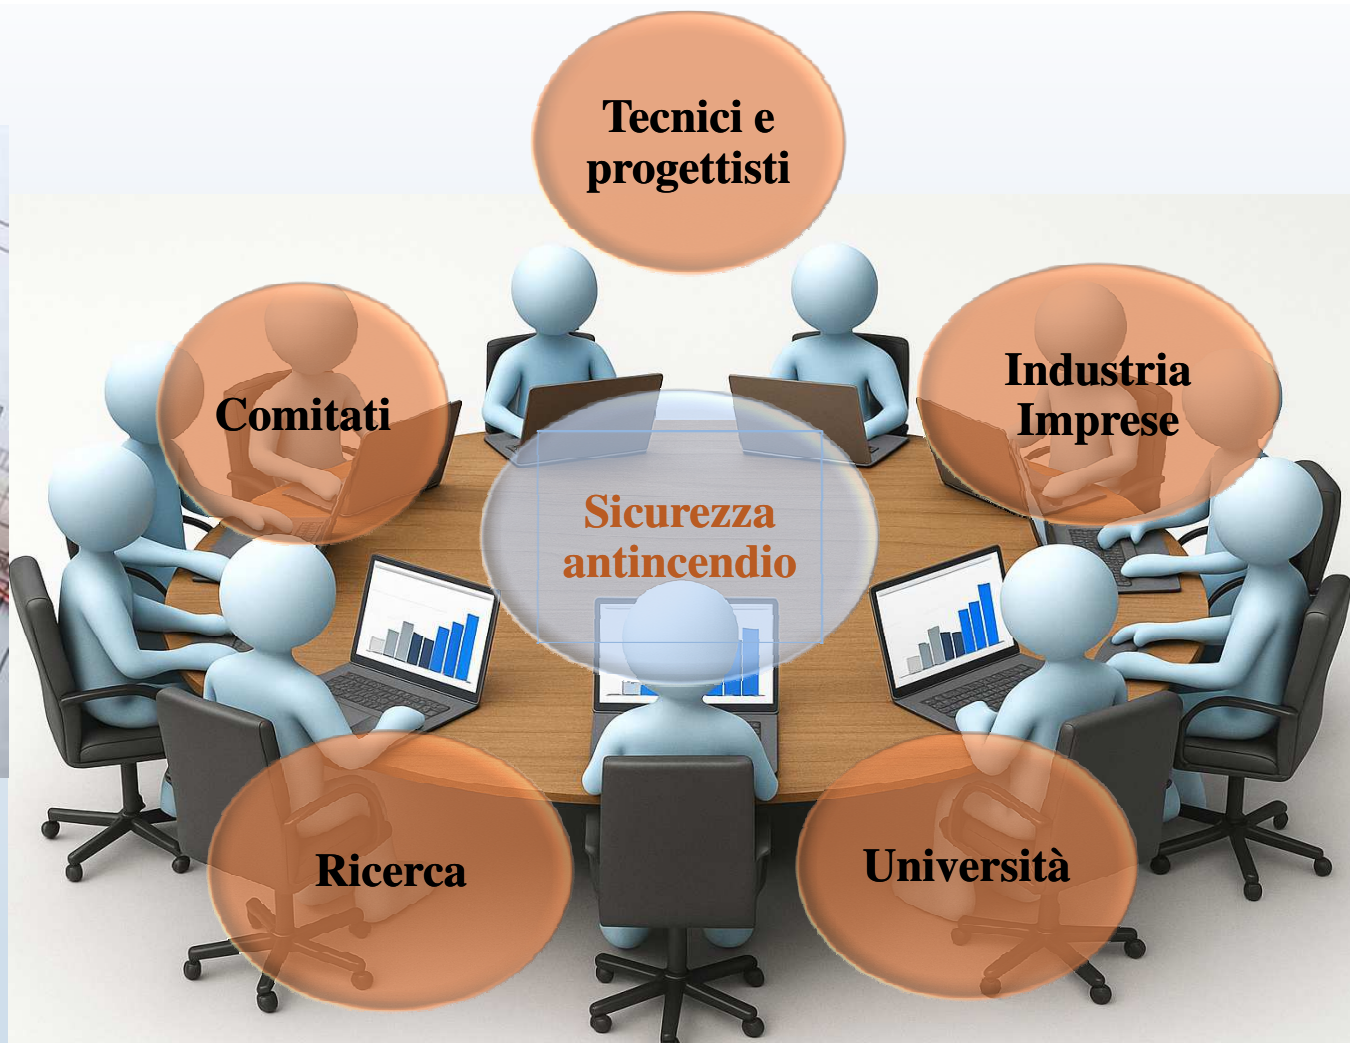 Tecnici e
progettisti
Comitati
Industria
Imprese
Sicurezza
antincendio
Ricerca
Università